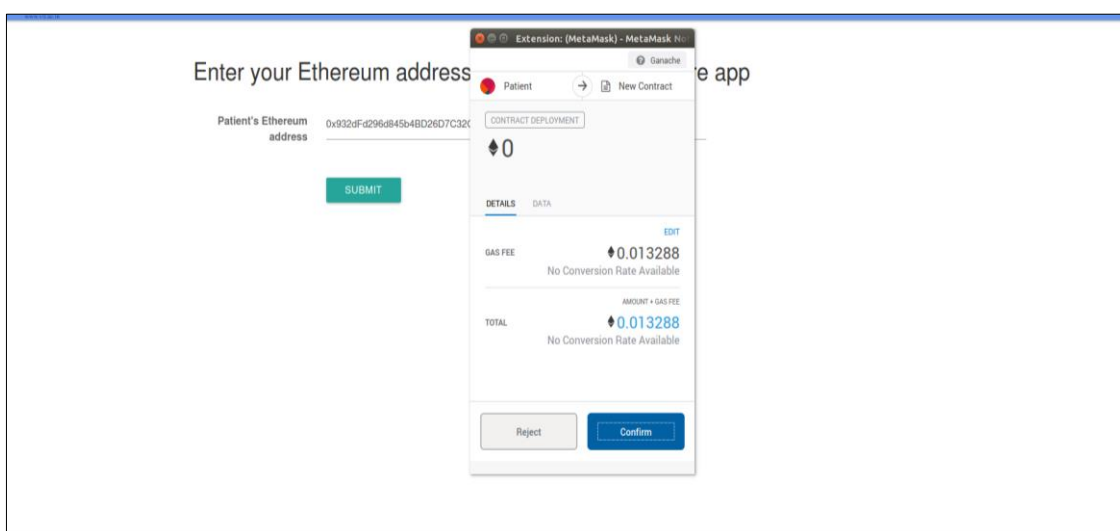 Extension: (MetaMask) - MetaMask No
Ganache
Enter your Ethereum address
e app
Patient
New Contract
Patient's Ethereum
address
0x932dFd296d845b4BD26D7C32
CONTRACT DEPLOYMENT
0
SUBMIT
DETAILS DATA
EDIT
GAS FEE 0.013288
No Conversion Rate Available
AMOUNT + GAS FEE
TOTAL 0.013288
No Conversion Rate Available
Reject Confirm